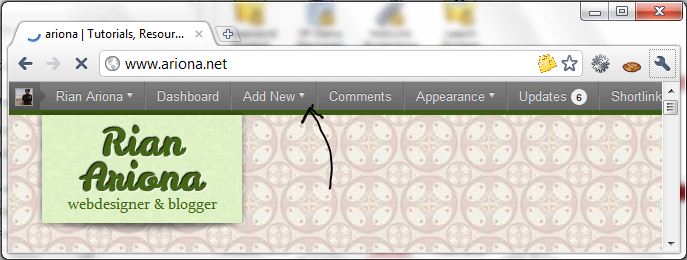 ariona | Tutorials, Resour...
www.ariona.net
Rian Ariona Dashboard Add New Comments Appearance Updates 6 Shortlink
Rian
Ariona
webdesigner & blogger